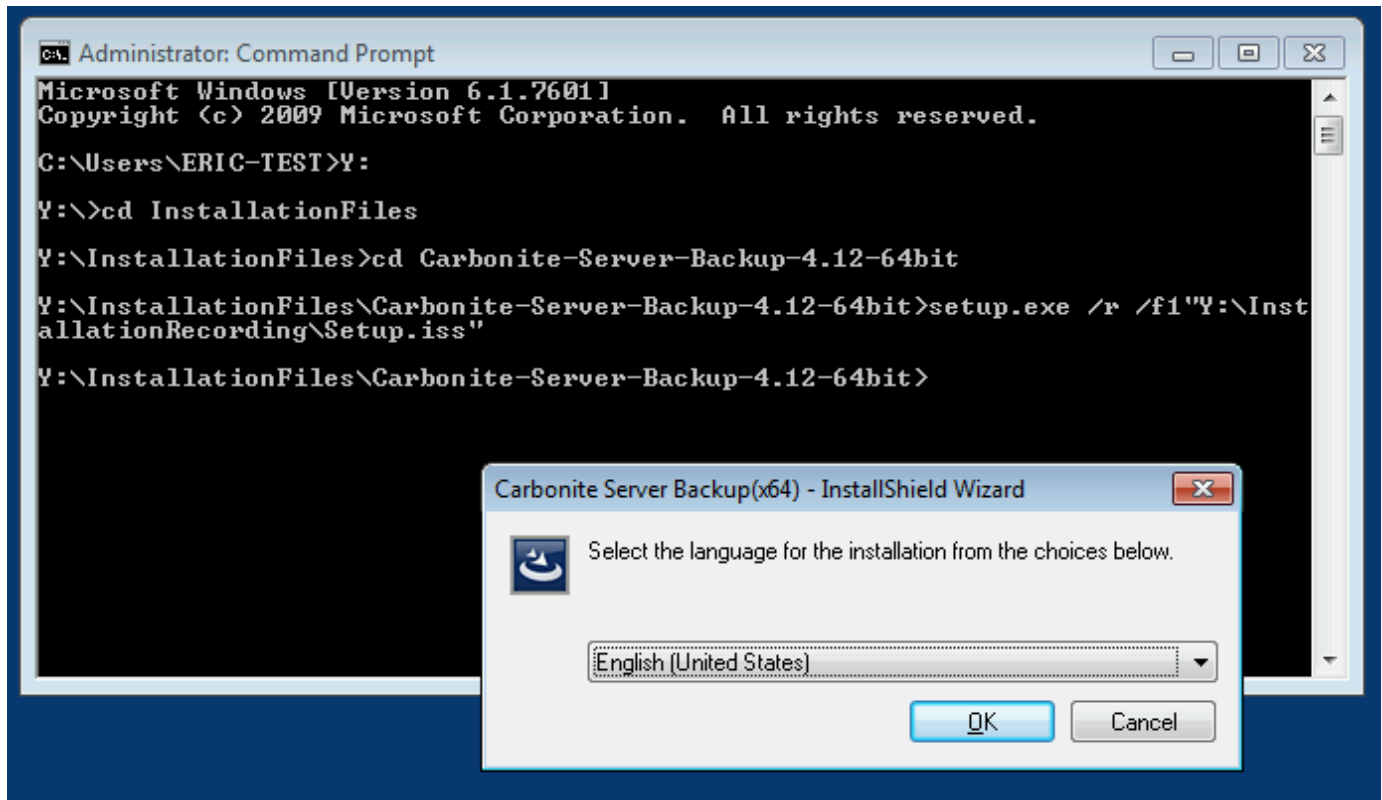 Administrator: Command Prompt
Microsoft Windows [Version 6.1.7601]
Copyright (c) 2009 Microsoft Corporation.  All rights reserved.
C:\Users\ERIC-TEST>Y:
Y:\>cd InstallationFiles
Y:\InstallationFiles>cd Carbonite-Server-Backup-4.12-64bit
Y:\InstallationFiles\Carbonite-Server-Backup-4.12-64bit>setup.exe /r /f1"Y:\Inst
allationRecording\Setup.iss"
Y:\InstallationFiles\Carbonite-Server-Backup-4.12-64bit>
Carbonite Server Backup(x64) - InstallShield Wizard
Select the language for the installation from the choices below.
English (United States)
OK Cancel